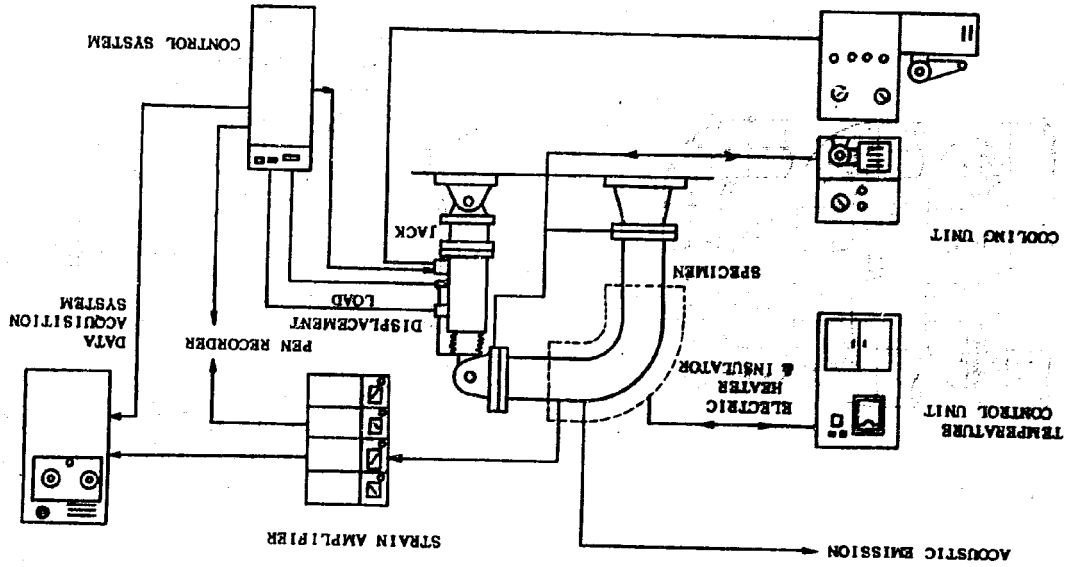 ACOUSTIC EMISSION
STRAIN AMPLIFIER
TEMPERATURE
CONTROL UNIT
ELECTRIC
HEATER
& INSULATOR
PEN RECORDER
DATA
ACQUISITION
SYSTEM
DISPLACEMENT
LOAD
SPECIMEN
COOLING UNIT
JACK
CONTROL SYSTEM